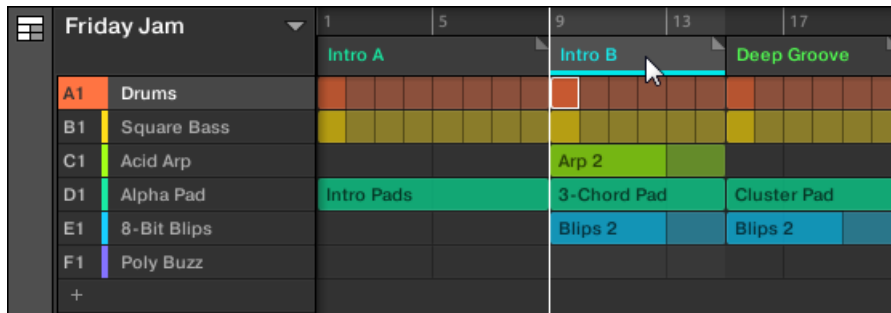 Friday Jam
1 5 9 13 17
Intro A Intro B Deep Groove
A1 Drums
B1 Square Bass
C1 Acid Arp Arp 2
D1 Alpha Pad Intro Pads 3-Chord Pad Cluster Pad
E1 8-Bit Blips Blips 2 Blips 2
F1 Poly Buzz
+